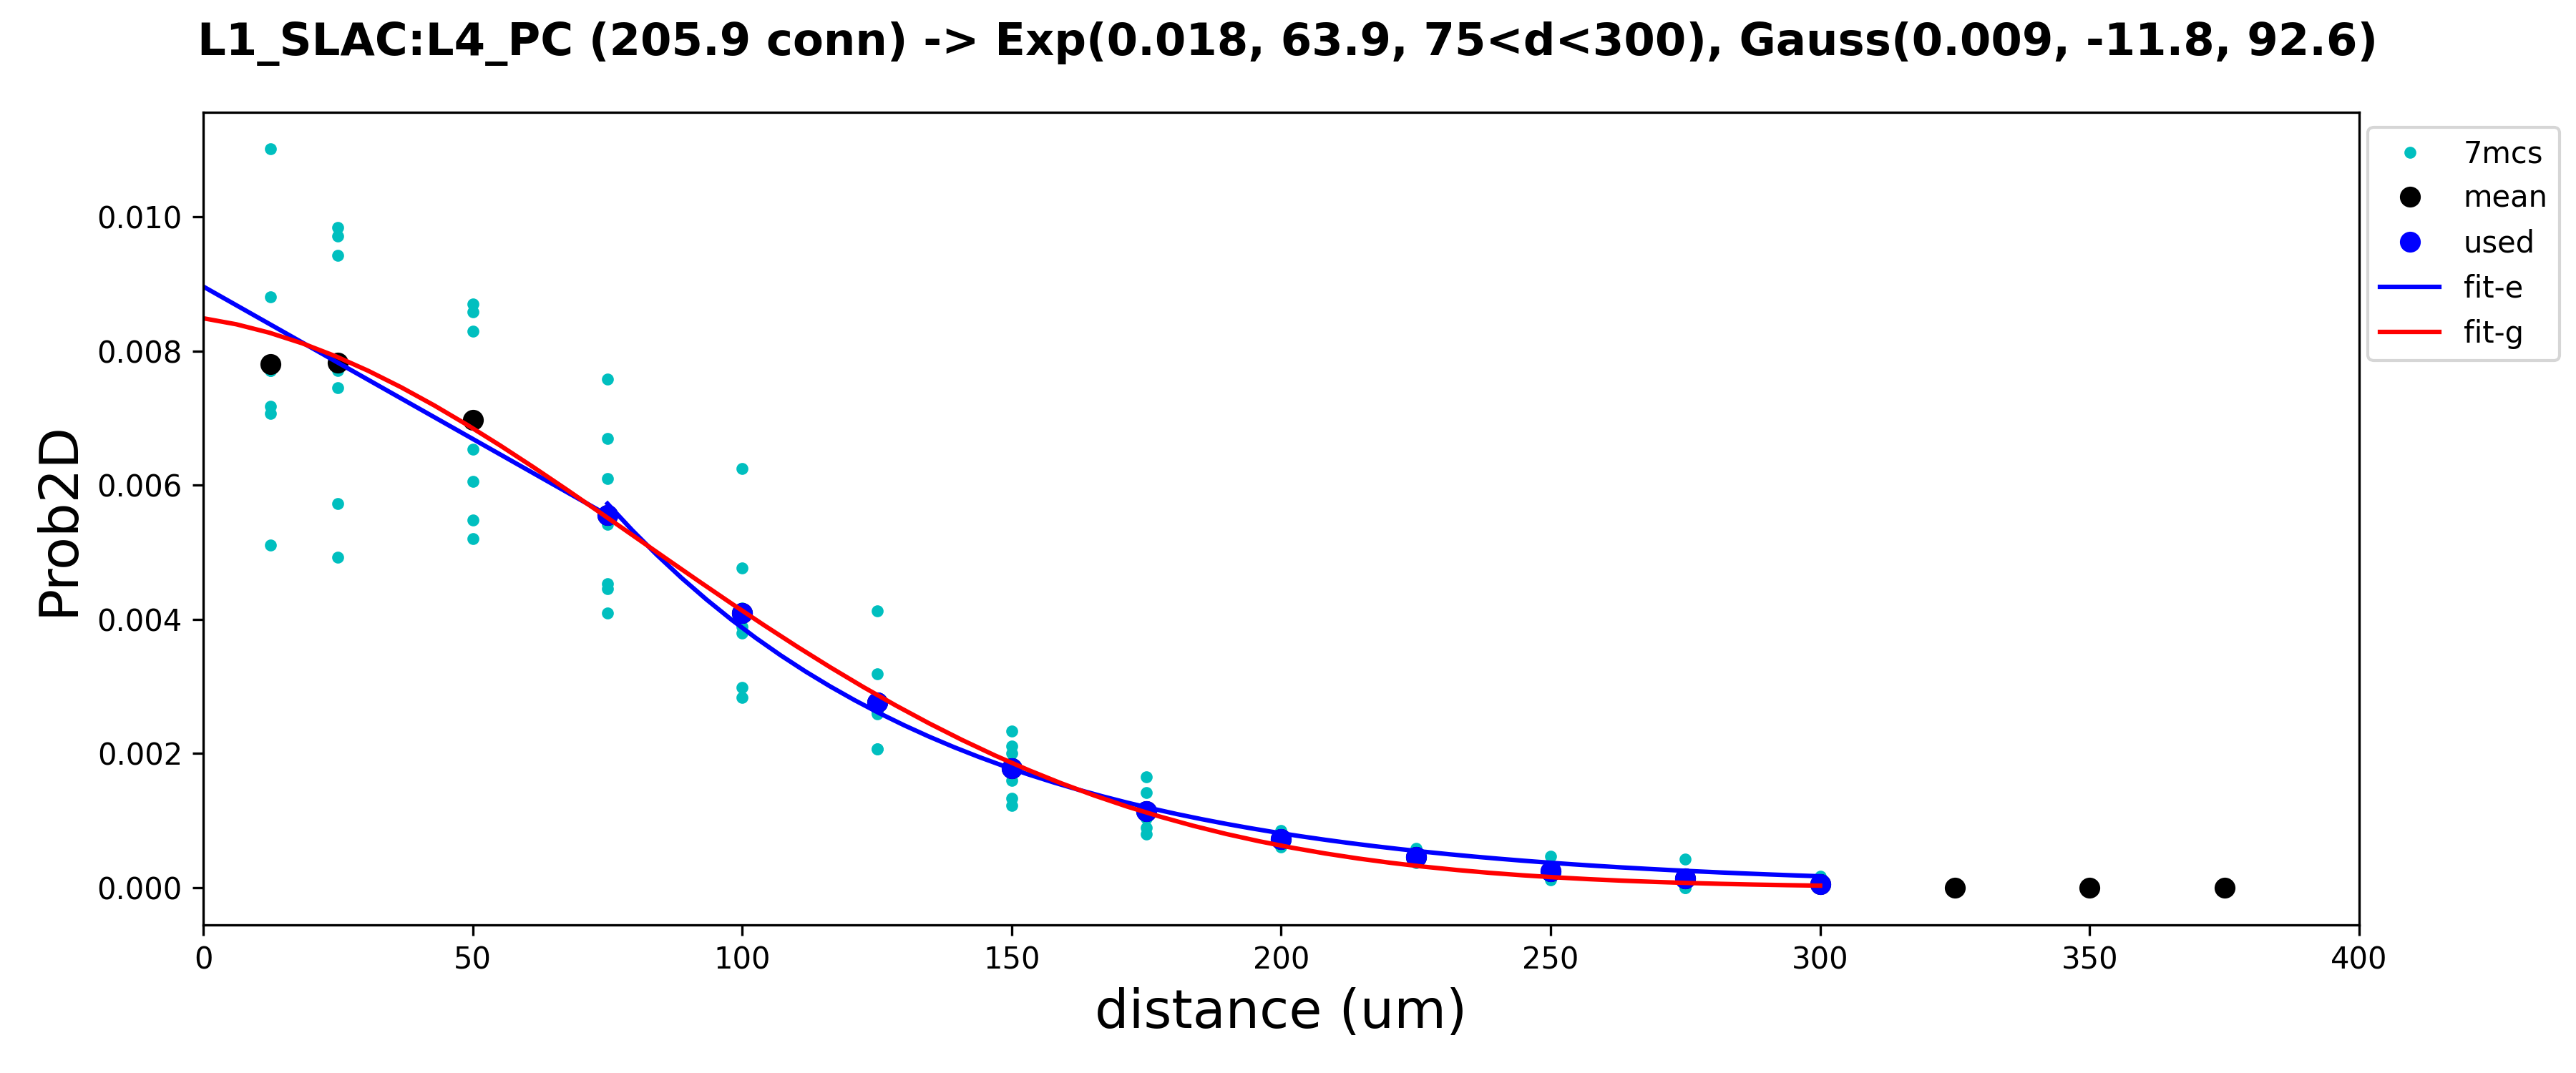 L1_SLAC:L4_PC (205.9 conn) -> Exp(0.018, 63.9, 75<d<300), Gauss(0.009, -11.8, 92.6)
7mcs
mean
used
fit-e
fit-g
Prob2D
0.010
0.008
0.006
0.004
0.002
0.000
0 50 100 150 200 250 300 350 400
distance (um)